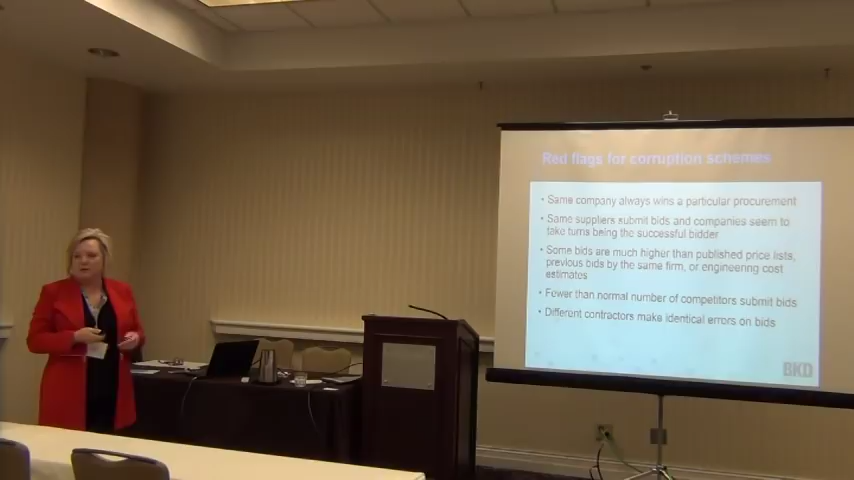 Red flags for corruption schemes
• Same company always wins a particular procurement
• Same suppliers submit bids and companies seem to
take turns being the successful bidder
• Some bids are much higher than published price lists,
previous bids by the same firm, or engineering cost
estimates
• Fewer than normal number of competitors submit bids
• Different contractors make identical errors on bids
BKD